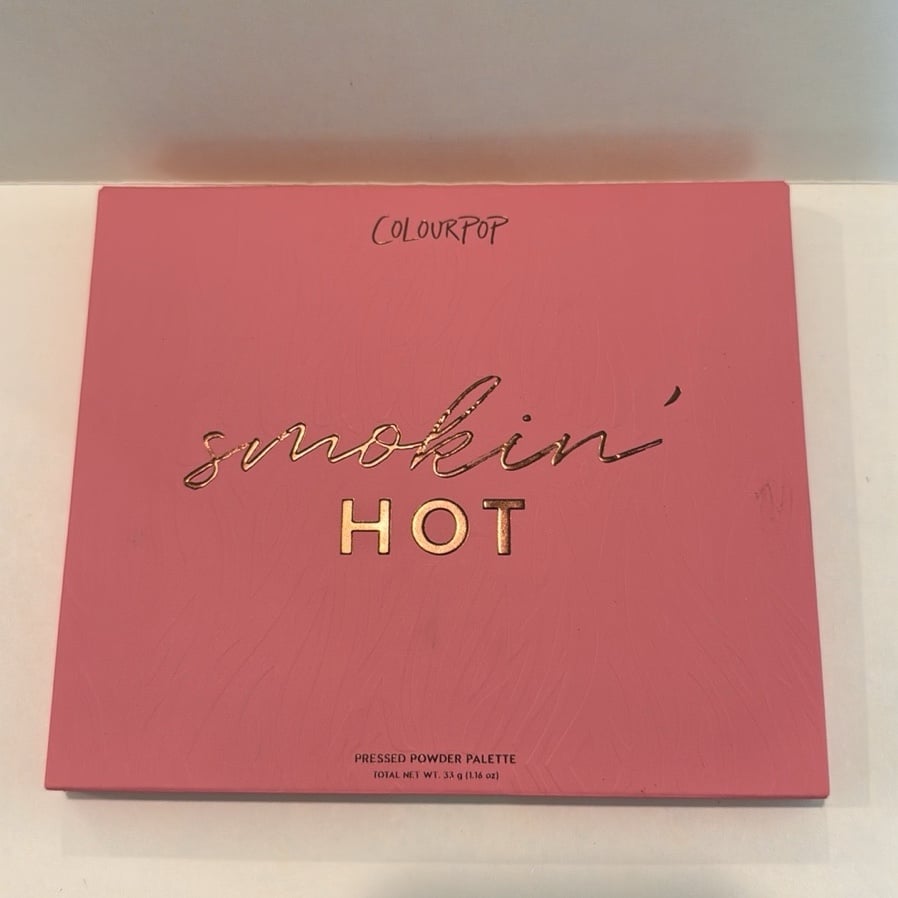 COLOURPOP
smokin'
HOT
PRESSED POWDER PALETTE
TOTAL NET WT. 33 g (1.16 oz)